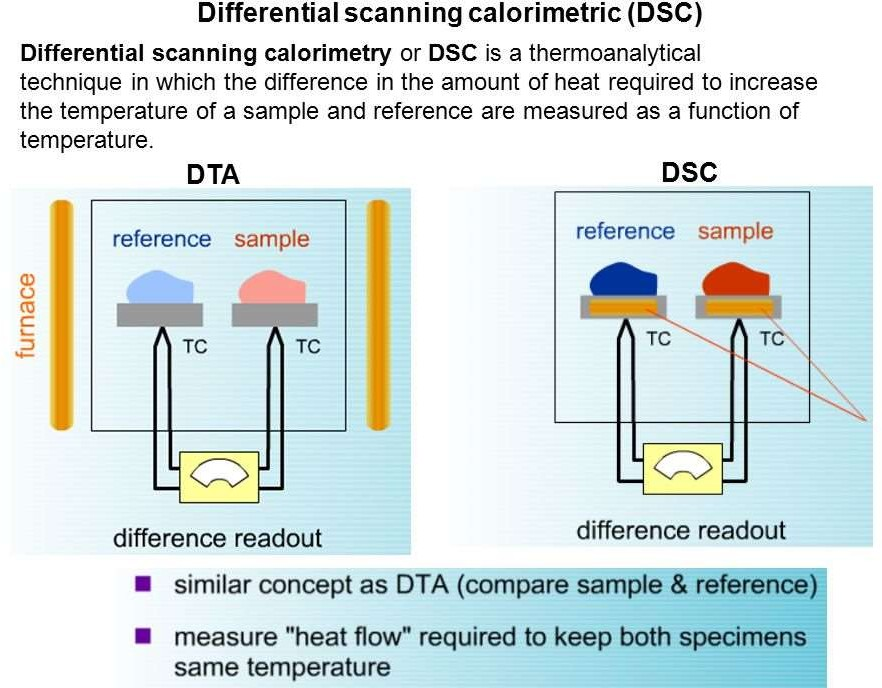 Differential scanning calorimetric (DSC)
Differential scanning calorimetry or DSC is a thermoanalytical
technique in which the difference in the amount of heat required to increase
the temperature of a sample and reference are measured as a function of
temperature.
DTA
furnace
reference sample
TC TC
difference readout
DSC
reference sample
TC TC
difference readout
similar concept as DTA (compare sample & reference)
measure "heat flow" required to keep both specimens
same temperature